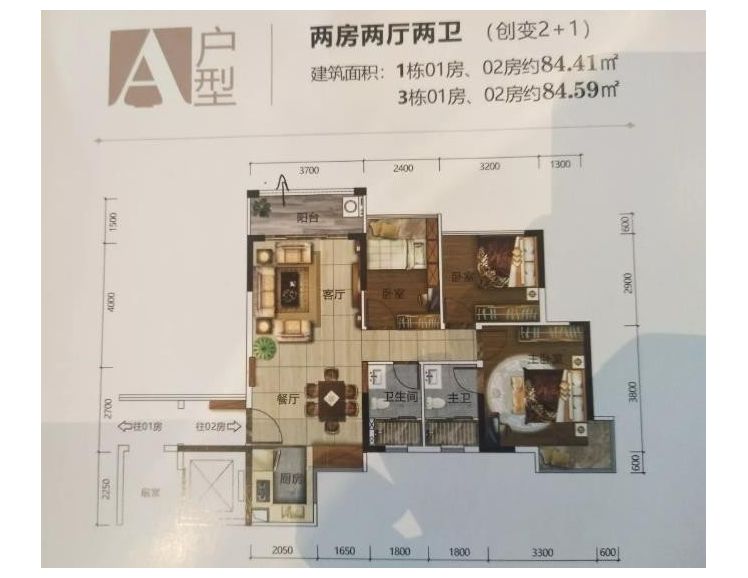 A户型
两房两厅两卫 （创变2+1）
建筑面积：1栋01房、02房约84.41㎡
3栋01房、02房约84.59㎡
3700 2400 3200 1300
1500
4000
2700
2250
600
2900
3800
600
阳台
客厅
卧室
卧室
主卧室
餐厅
卫生间
主卫
往01房
往02房
厨房
前室
2050 1650 1800 1800 3300 600